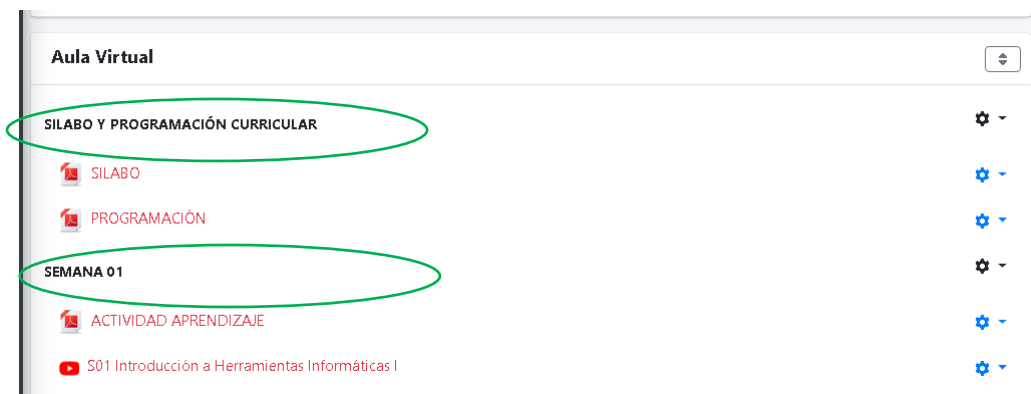 Aula Virtual
SILABO Y PROGRAMACIÓN CURRICULAR
SILABO
PROGRAMACIÓN
SEMANA 01
ACTIVIDAD APRENDIZAJE
S01 Introducción a Herramientas Informáticas I